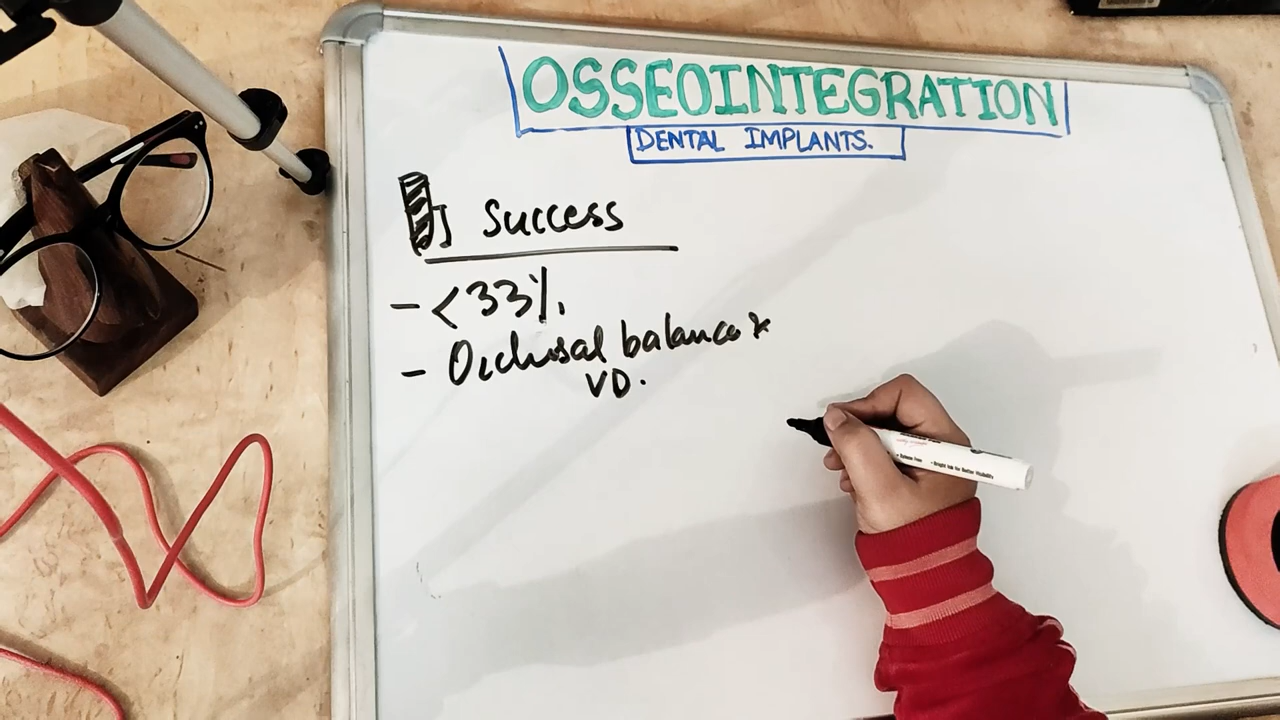 OSSEOINTEGRATION
DENTAL IMPLANTS.
Success
- <33%.
- Occlusal balance &
VD.